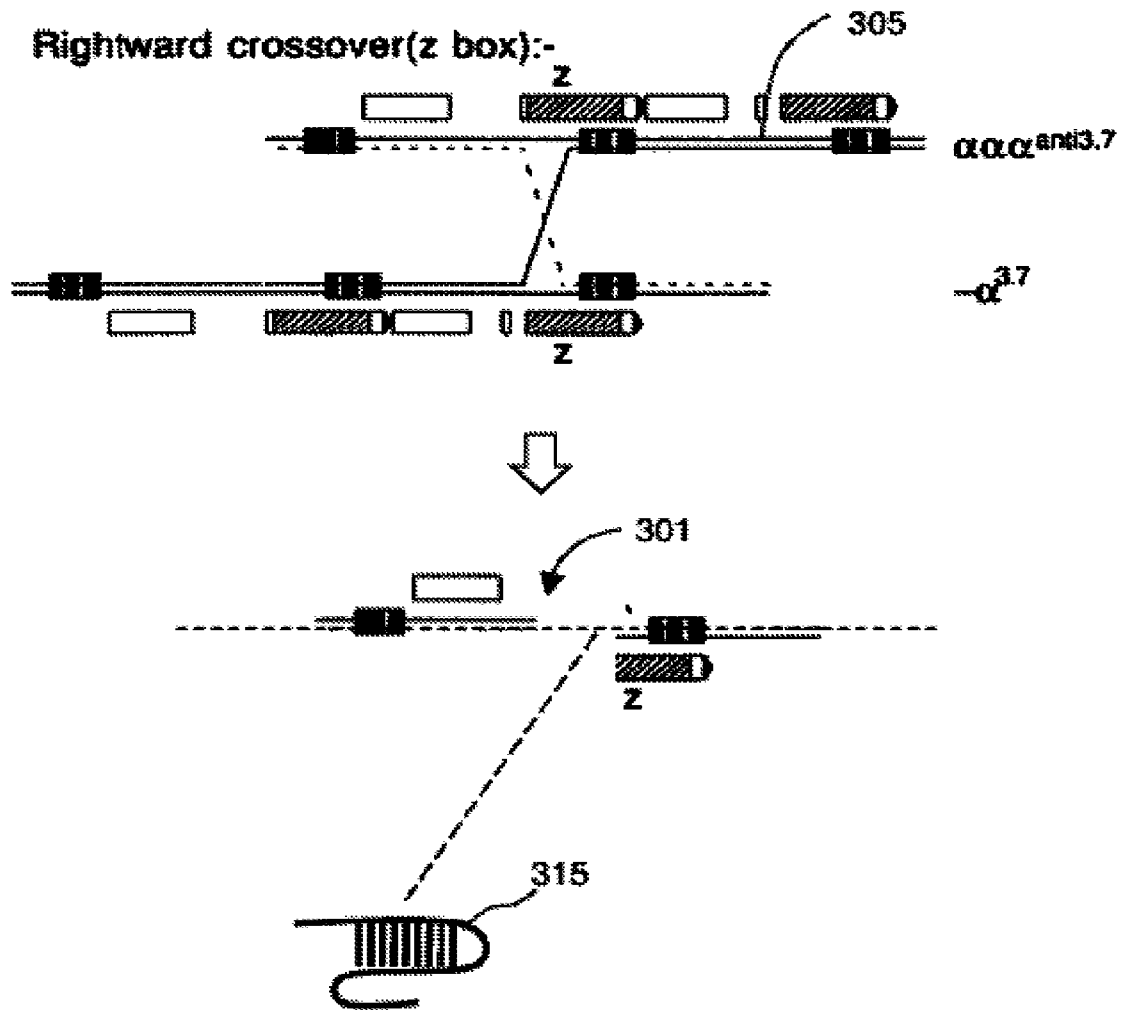 Rightward crossover(z box):-
305
z
ααα^anti3.7
-α^3.7
z
301
z
315